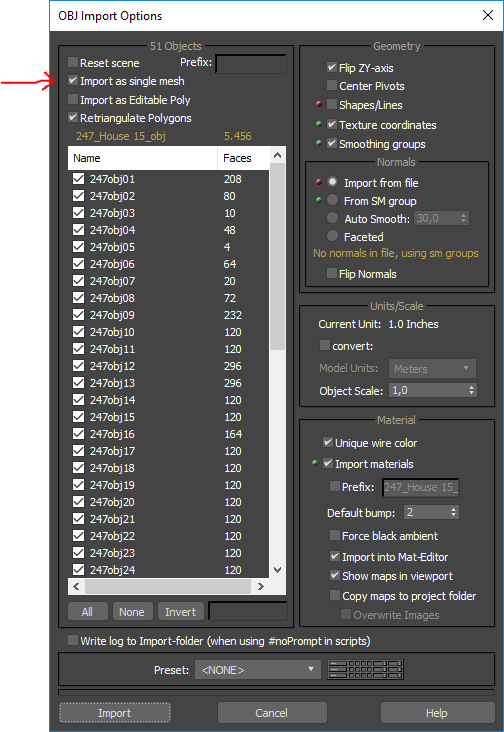 OBJ Import Options
51 Objects
Reset scene
Prefix:
Import as single mesh
Import as Editable Poly
Retriangulate Polygons
247_House 15_obj 5.456
Name Faces
247obj01 208
247obj02 80
247obj03 10
247obj04 48
247obj05 4
247obj06 64
247obj07 20
247obj08 72
247obj09 232
247obj10 120
247obj11 120
247obj12 296
247obj13 296
247obj14 120
247obj15 120
247obj16 164
247obj17 120
247obj18 120
247obj19 120
247obj20 120
247obj21 120
247obj22 120
247obj23 120
247obj24 120
All None Invert
Geometry
Flip ZY-axis
Center Pivots
Shapes/Lines
Texture coordinates
Smoothing groups
Normals
Import from file
From SM group
Auto Smooth: 30,0
Faceted
No normals in file, using sm groups
Flip Normals
Units/Scale
Current Unit: 1.0 Inches
convert:
Model Units: Meters
Object Scale: 1,0
Material
Unique wire color
Import materials
Prefix: 247_House 15_
Default bump: 2
Force black ambient
Import into Mat-Editor
Show maps in viewport
Copy maps to project folder
Overwrite Images
Write log to Import-folder (when using #noPrompt in scripts)
Preset: <NONE>
Import Cancel Help